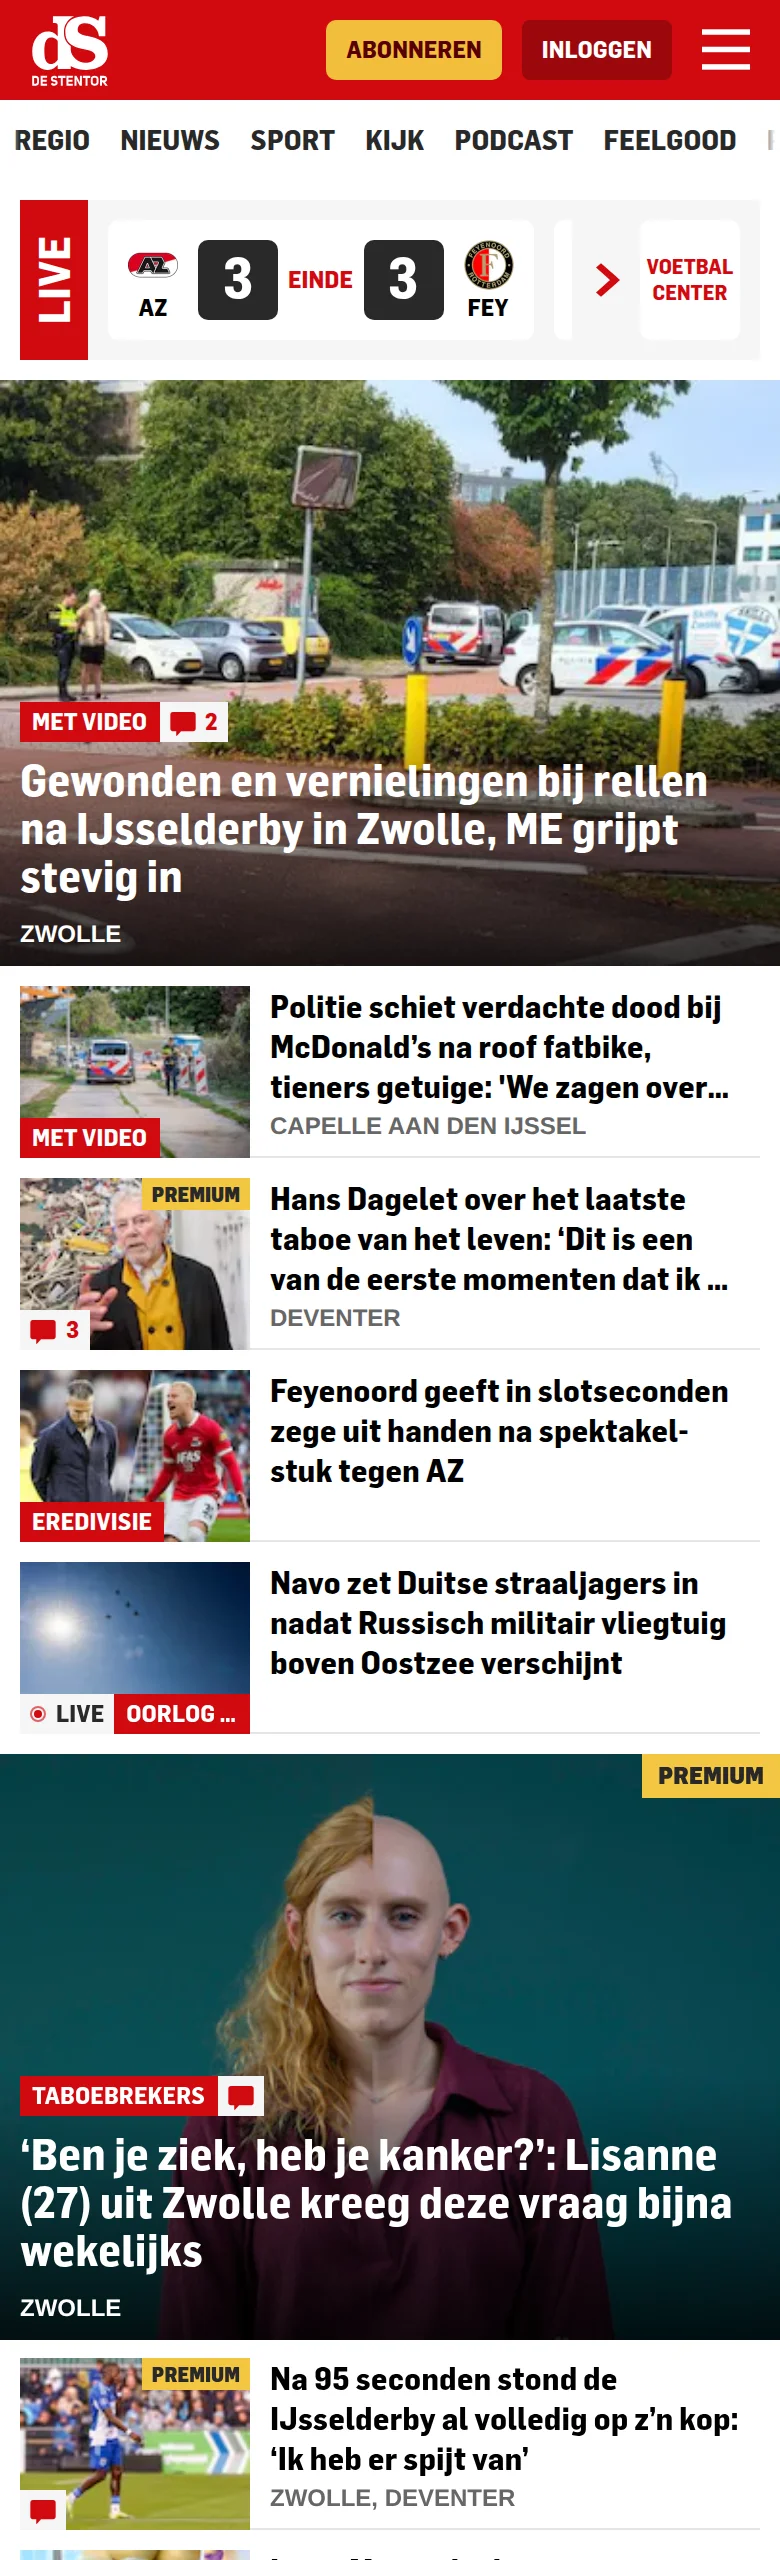 dS
DE STENTOR
ABONNEREN
INLOGGEN
REGIO NIEUWS SPORT KIJK PODCAST FEELGOOD
LIVE
AZ
3
EINDE
3
FEY
VOETBAL
CENTER
MET VIDEO
2
Gewonden en vernielingen bij rellen
na IJsselderby in Zwolle, ME grijpt
stevig in
ZWOLLE
Politie schiet verdachte dood bij
McDonald’s na roof fatbike,
tieners getuige: 'We zagen over...
CAPELLE AAN DEN IJSSEL
MET VIDEO
PREMIUM
3
Hans Dagelet over het laatste
taboe van het leven: ‘Dit is een
van de eerste momenten dat ik ...
DEVENTER
EREDIVISIE
Feyenoord geeft in slotseconden
zege uit handen na spektakel-
stuk tegen AZ
LIVE
OORLOG ...
Navo zet Duitse straaljagers in
nadat Russisch militair vliegtuig
boven Oostzee verschijnt
PREMIUM
TABOEBREKERS
‘Ben je ziek, heb je kanker?’: Lisanne
(27) uit Zwolle kreeg deze vraag bijna
wekelijks
ZWOLLE
PREMIUM
Na 95 seconden stond de
IJsselderby al volledig op z’n kop:
‘Ik heb er spijt van’
ZWOLLE, DEVENTER